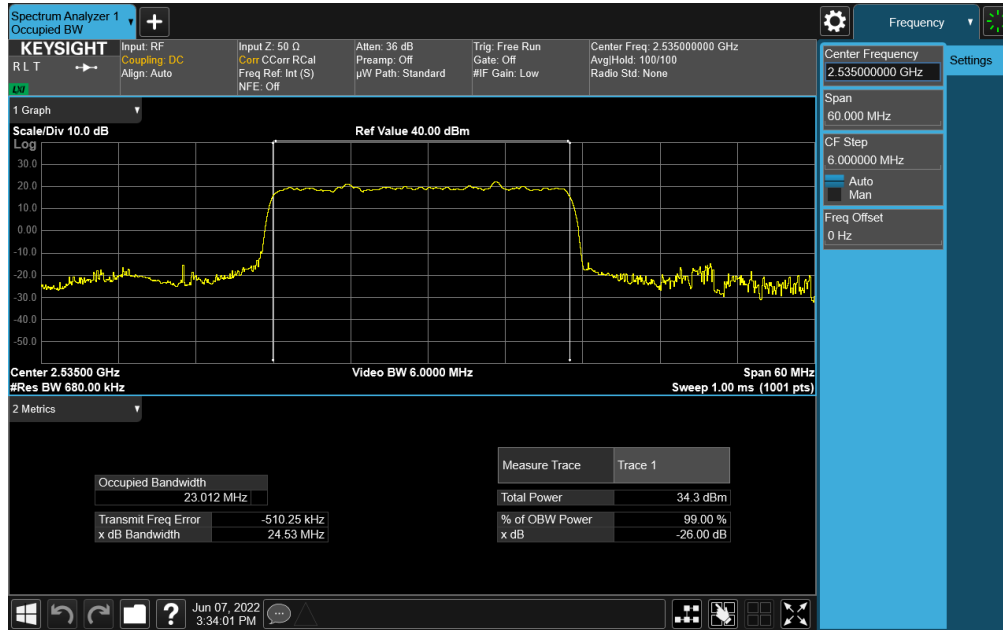 Spectrum Analyzer 1
Occupied BW
Frequency
KEYSIGHT
R L T
LXI
Input: RF
Coupling: DC
Align: Auto
Input Z: 50 Ω
Corr CCorr RCal
Freq Ref: Int (S)
NFE: Off
Atten: 36 dB
Preamp: Off
µW Path: Standard
Trig: Free Run
Gate: Off
#IF Gain: Low
Center Freq: 2.535000000 GHz
Avg|Hold: 100/100
Radio Std: None
Center Frequency
2.535000000 GHz
Settings
Span
60.000 MHz
CF Step
6.000000 MHz
Auto
Man
Freq Offset
0 Hz
1 Graph
Scale/Div 10.0 dB
Ref Value 40.00 dBm
Log
30.0
20.0
10.0
0.00
-10.0
-20.0
-30.0
-40.0
-50.0
Center 2.53500 GHz
Video BW 6.0000 MHz
Span 60 MHz
#Res BW 680.00 kHz
Sweep 1.00 ms (1001 pts)
2 Metrics
Occupied Bandwidth
23.012 MHz
Transmit Freq Error -510.25 kHz
x dB Bandwidth 24.53 MHz
Measure Trace Trace 1
Total Power 34.3 dBm
% of OBW Power 99.00 %
x dB -26.00 dB
?
Jun 07, 2022
3:34:01 PM